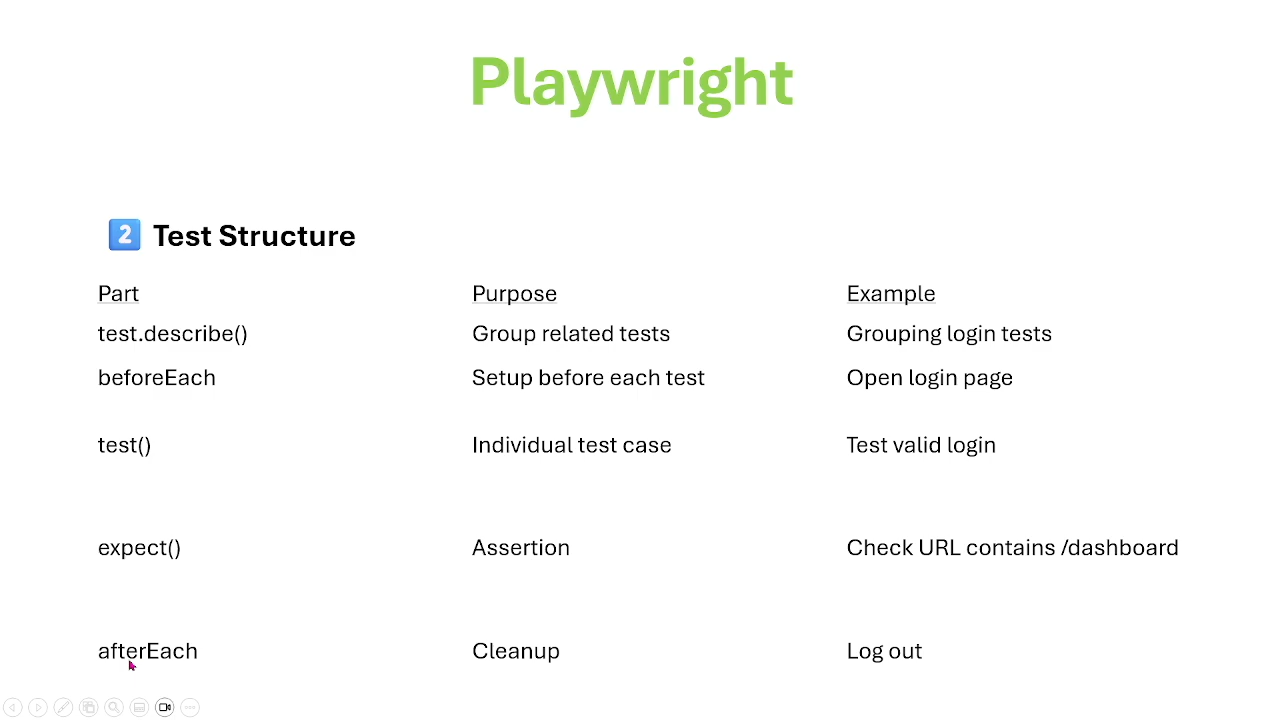 Playwright
2 Test Structure
Part Purpose Example
test.describe() Group related tests Grouping login tests
beforeEach Setup before each test Open login page
test() Individual test case Test valid login
expect() Assertion Check URL contains /dashboard
afterEach Cleanup Log out